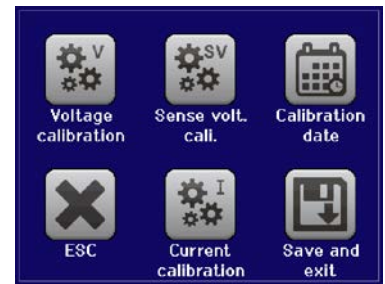 V
SV
Voltage
calibration
Sense volt.
cali.
Calibration
date
I
ESC
Current
calibration
Save and
exit